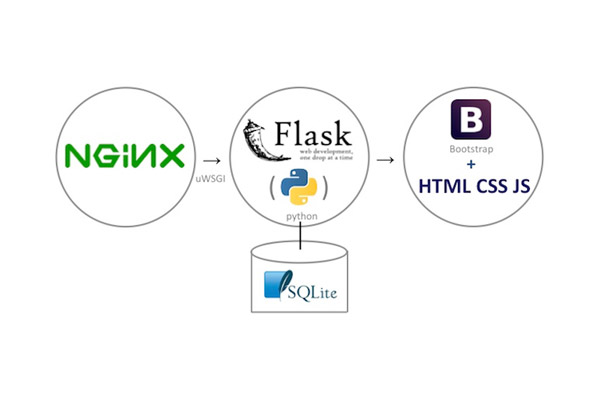 NGiNX
→
uWSGI
Flask
web development,
one drop at a time
( )
python
SQLite
→
B
Bootstrap
+
HTML CSS JS